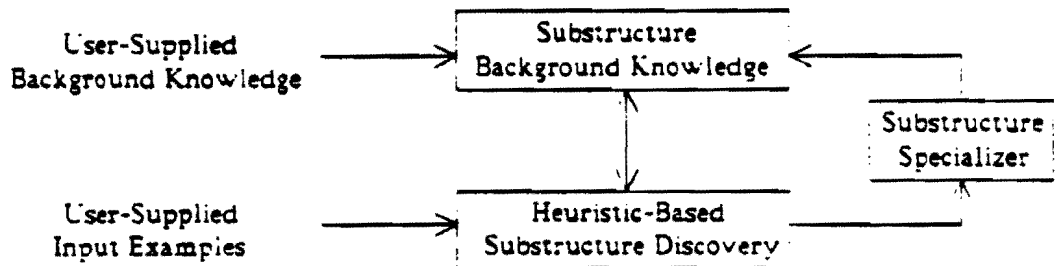 User-Supplied
Background Knowledge
Substructure
Background Knowledge
Substructure
Specializer
User-Supplied
Input Examples
Heuristic-Based
Substructure Discovery